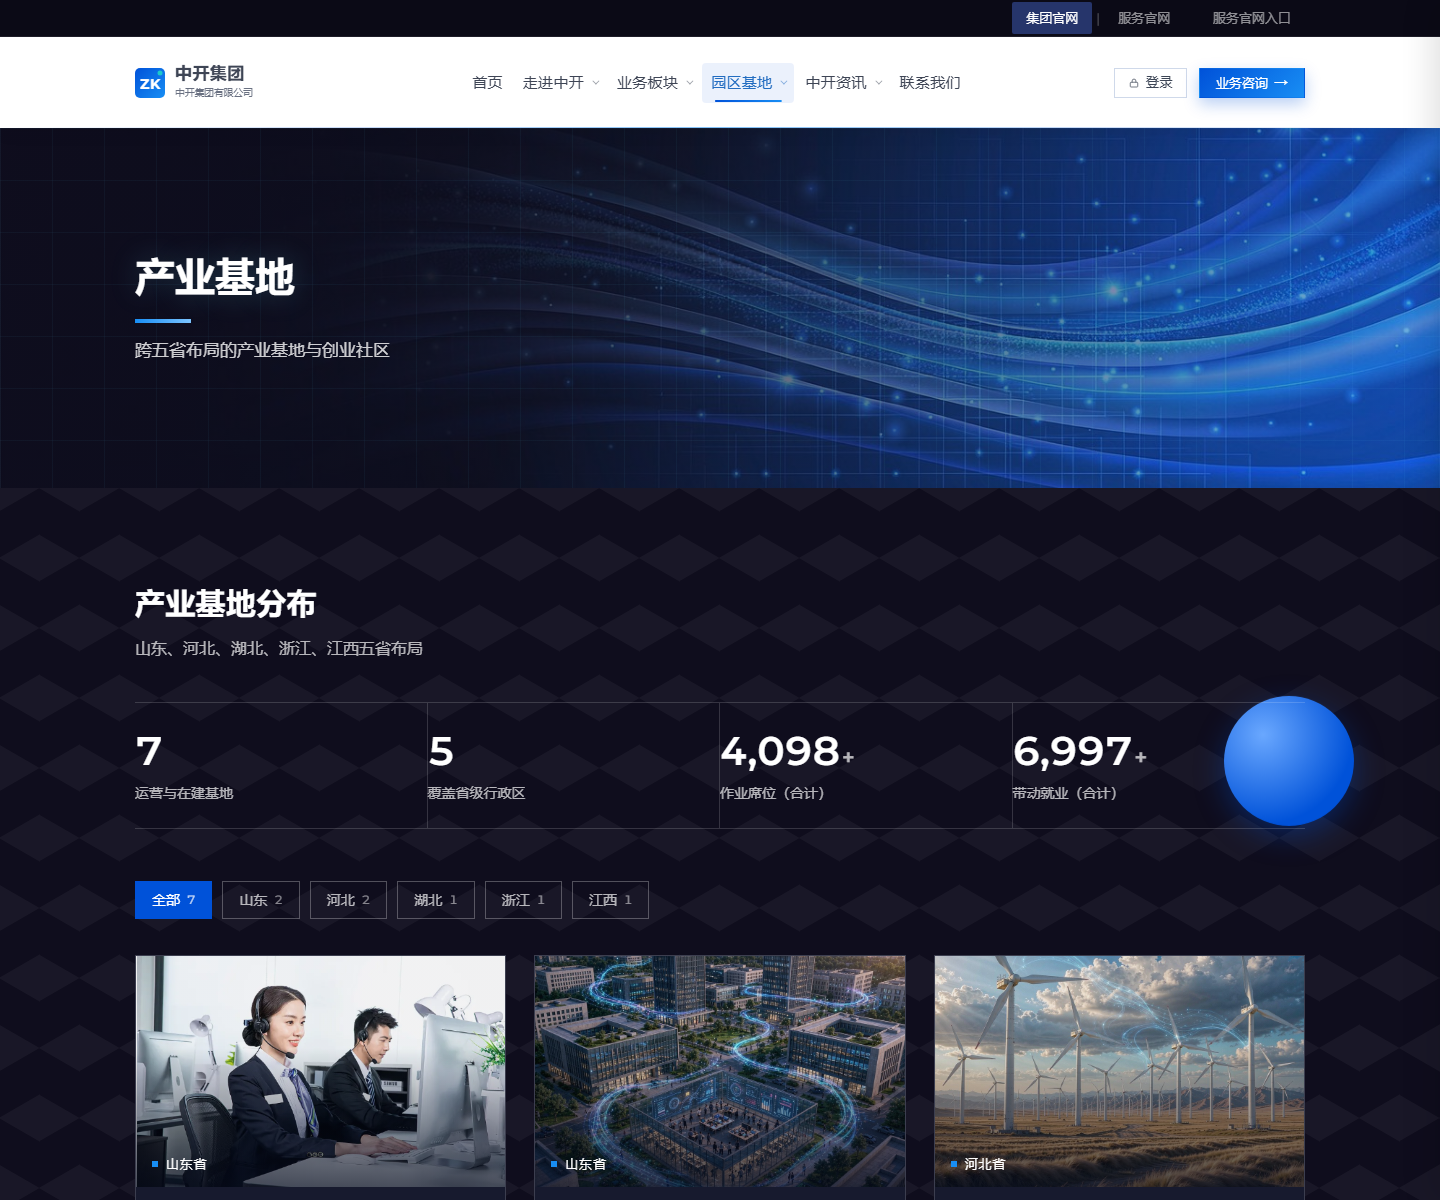 集团官网 | 服务官网 服务官网入口
ZK 中开集团
中开集团有限公司
首页 走进中开 业务板块 园区基地 中开资讯 联系我们
登录 业务咨询 →
产业基地
跨五省布局的产业基地与创业社区
产业基地分布
山东、河北、湖北、浙江、江西五省布局
7 5 4,098+ 6,997+
运营与在建基地 覆盖省级行政区 作业席位（合计） 带动就业（合计）
全部 7 山东 2 河北 2 湖北 1 浙江 1 江西 1
山东省 山东省 河北省